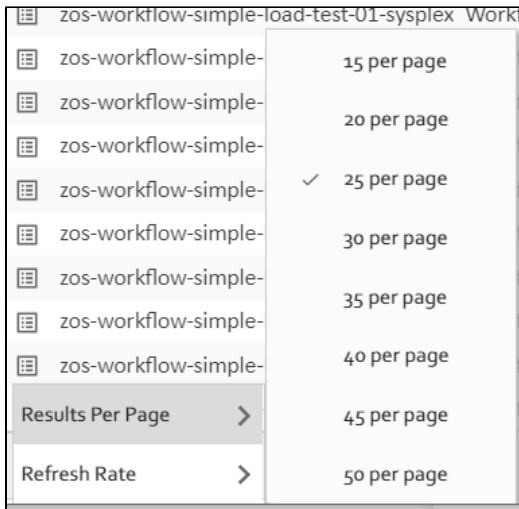 zos-workflow-simple-load-test-01-sysplex Workf
zos-workflow-simple-
zos-workflow-simple-
zos-workflow-simple-
zos-workflow-simple-
zos-workflow-simple-
zos-workflow-simple-
zos-workflow-simple-
zos-workflow-simple-
Results Per Page
Refresh Rate
15 per page
20 per page
25 per page
30 per page
35 per page
40 per page
45 per page
50 per page